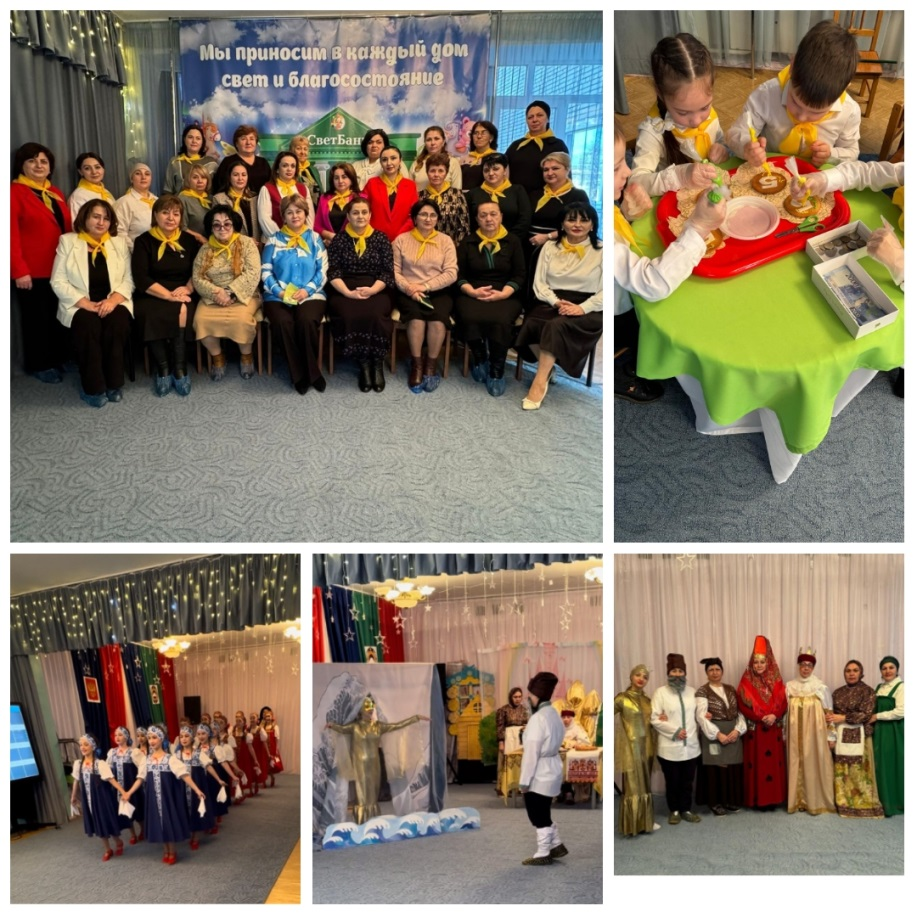 Мы приносим в каждый дом
свет и благосостояние
СветБанк